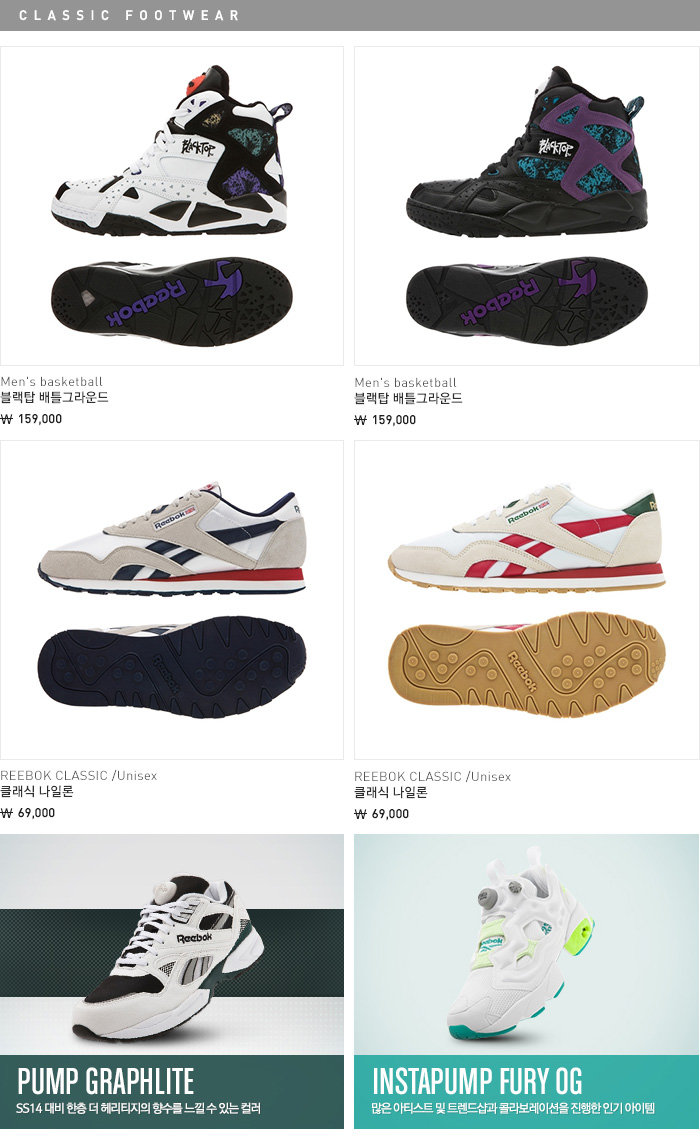 CLASSIC FOOTWEAR
BLACKTOP
Reebok
BLACKTOP
Reebok
Men's basketball
블랙탑 배틀그라운드
₩ 159,000
Men's basketball
블랙탑 배틀그라운드
₩ 159,000
Reebok
Reebok
Reebok
Reebok
REEBOK CLASSIC /Unisex
클래식 나일론
₩ 69,000
REEBOK CLASSIC /Unisex
클래식 나일론
₩ 69,000
Reebok
Reebok
PUMP GRAPHLITE
SS14 대비 한층 더 헤리티지의 향수를 느낄 수 있는 컬러
INSTAPUMP FURY OG
많은 아티스트 및 트렌드샵과 콜라보레이션을 진행한 인기 아이템